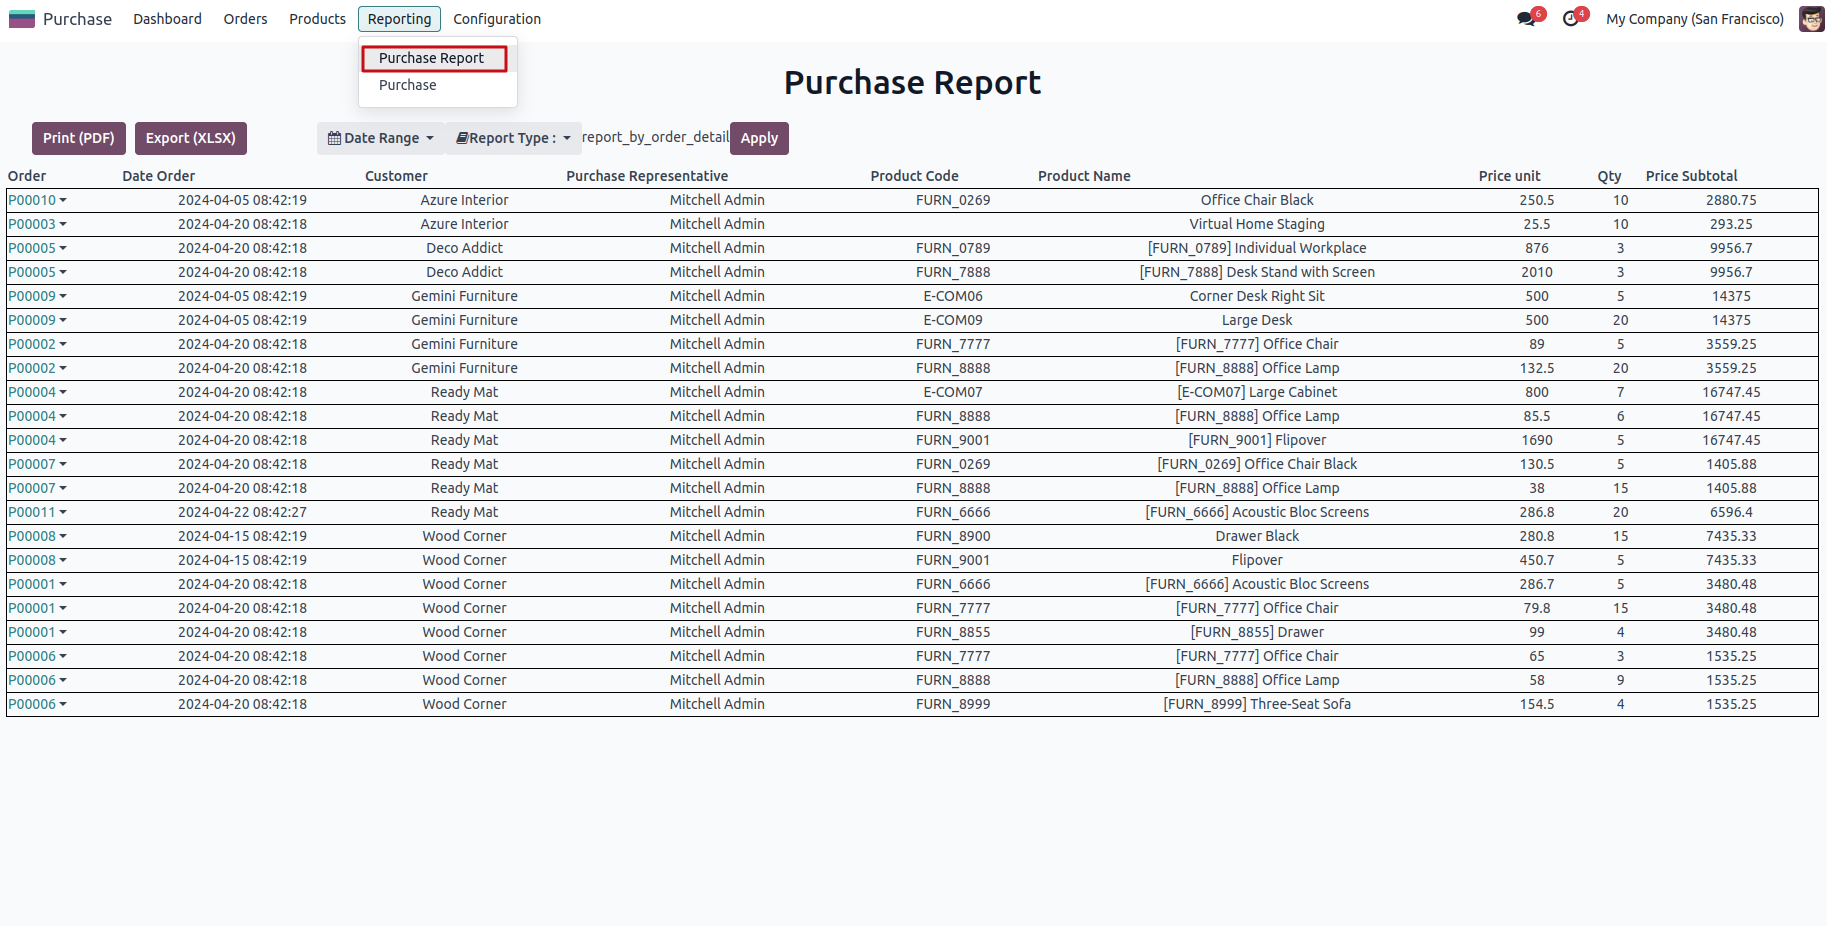 Purchase Dashboard Orders Products Reporting Configuration 6 4 My Company (San Francisco)
Purchase Report
Purchase
Purchase Report
Print (PDF) Export (XLSX) Date Range Report Type : report_by_order_detail Apply
Order Date Order Customer Purchase Representative Product Code Product Name Price unit Qty Price Subtotal
P00010 2024-04-05 08:42:19 Azure Interior Mitchell Admin FURN_0269 Office Chair Black 250.5 10 2880.75
P00003 2024-04-20 08:42:18 Azure Interior Mitchell Admin Virtual Home Staging 25.5 10 293.25
P00005 2024-04-20 08:42:18 Deco Addict Mitchell Admin FURN_0789 [FURN_0789] Individual Workplace 876 3 9956.7
P00005 2024-04-20 08:42:18 Deco Addict Mitchell Admin FURN_7888 [FURN_7888] Desk Stand with Screen 2010 3 9956.7
P00009 2024-04-05 08:42:19 Gemini Furniture Mitchell Admin E-COM06 Corner Desk Right Sit 500 5 14375
P00009 2024-04-05 08:42:19 Gemini Furniture Mitchell Admin E-COM09 Large Desk 500 20 14375
P00002 2024-04-20 08:42:18 Gemini Furniture Mitchell Admin FURN_7777 [FURN_7777] Office Chair 89 5 3559.25
P00002 2024-04-20 08:42:18 Gemini Furniture Mitchell Admin FURN_8888 [FURN_8888] Office Lamp 132.5 20 3559.25
P00004 2024-04-20 08:42:18 Ready Mat Mitchell Admin E-COM07 [E-COM07] Large Cabinet 800 7 16747.45
P00004 2024-04-20 08:42:18 Ready Mat Mitchell Admin FURN_8888 [FURN_8888] Office Lamp 85.5 6 16747.45
P00004 2024-04-20 08:42:18 Ready Mat Mitchell Admin FURN_9001 [FURN_9001] Flipover 1690 5 16747.45
P00007 2024-04-20 08:42:18 Ready Mat Mitchell Admin FURN_0269 [FURN_0269] Office Chair Black 130.5 5 1405.88
P00007 2024-04-20 08:42:18 Ready Mat Mitchell Admin FURN_8888 [FURN_8888] Office Lamp 38 15 1405.88
P00011 2024-04-22 08:42:27 Ready Mat Mitchell Admin FURN_6666 [FURN_6666] Acoustic Bloc Screens 286.8 20 6596.4
P00008 2024-04-15 08:42:19 Wood Corner Mitchell Admin FURN_8900 Drawer Black 280.8 15 7435.33
P00008 2024-04-15 08:42:19 Wood Corner Mitchell Admin FURN_9001 Flipover 450.7 5 7435.33
P00001 2024-04-20 08:42:18 Wood Corner Mitchell Admin FURN_6666 [FURN_6666] Acoustic Bloc Screens 286.7 5 3480.48
P00001 2024-04-20 08:42:18 Wood Corner Mitchell Admin FURN_7777 [FURN_7777] Office Chair 79.8 15 3480.48
P00001 2024-04-20 08:42:18 Wood Corner Mitchell Admin FURN_8855 [FURN_8855] Drawer 99 4 3480.48
P00006 2024-04-20 08:42:18 Wood Corner Mitchell Admin FURN_7777 [FURN_7777] Office Chair 65 3 1535.25
P00006 2024-04-20 08:42:18 Wood Corner Mitchell Admin FURN_8888 [FURN_8888] Office Lamp 58 9 1535.25
P00006 2024-04-20 08:42:18 Wood Corner Mitchell Admin FURN_8999 [FURN_8999] Three-Seat Sofa 154.5 4 1535.25